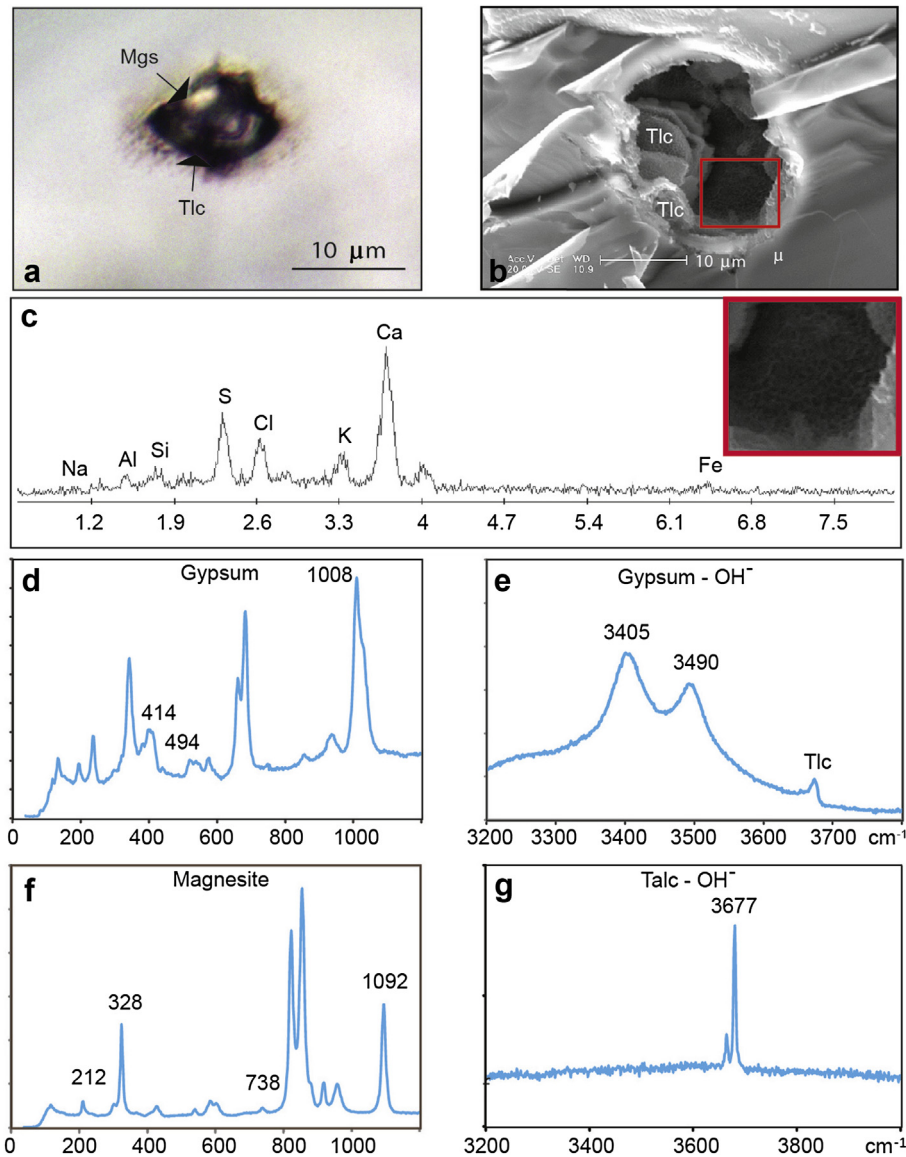 Mgs
Tlc
10 μm
a
Tlc
Tlc
WD
SE 10.9
10 μm
μ
b
c
Na
Al
Si
S
Cl
K
Ca
Fe
1.2 1.9 2.6 3.3 4 4.7 5.4 6.1 6.8 7.5
d
Gypsum
1008
414
494
0 200 400 600 800 1000
e
Gypsum - OH⁻
3405
3490
Tlc
3200 3300 3400 3500 3600 3700 cm⁻¹
f
Magnesite
1092
328
212
738
0 200 400 600 800 1000
g
Talc - OH⁻
3677
3200 3400 3600 3800 cm⁻¹